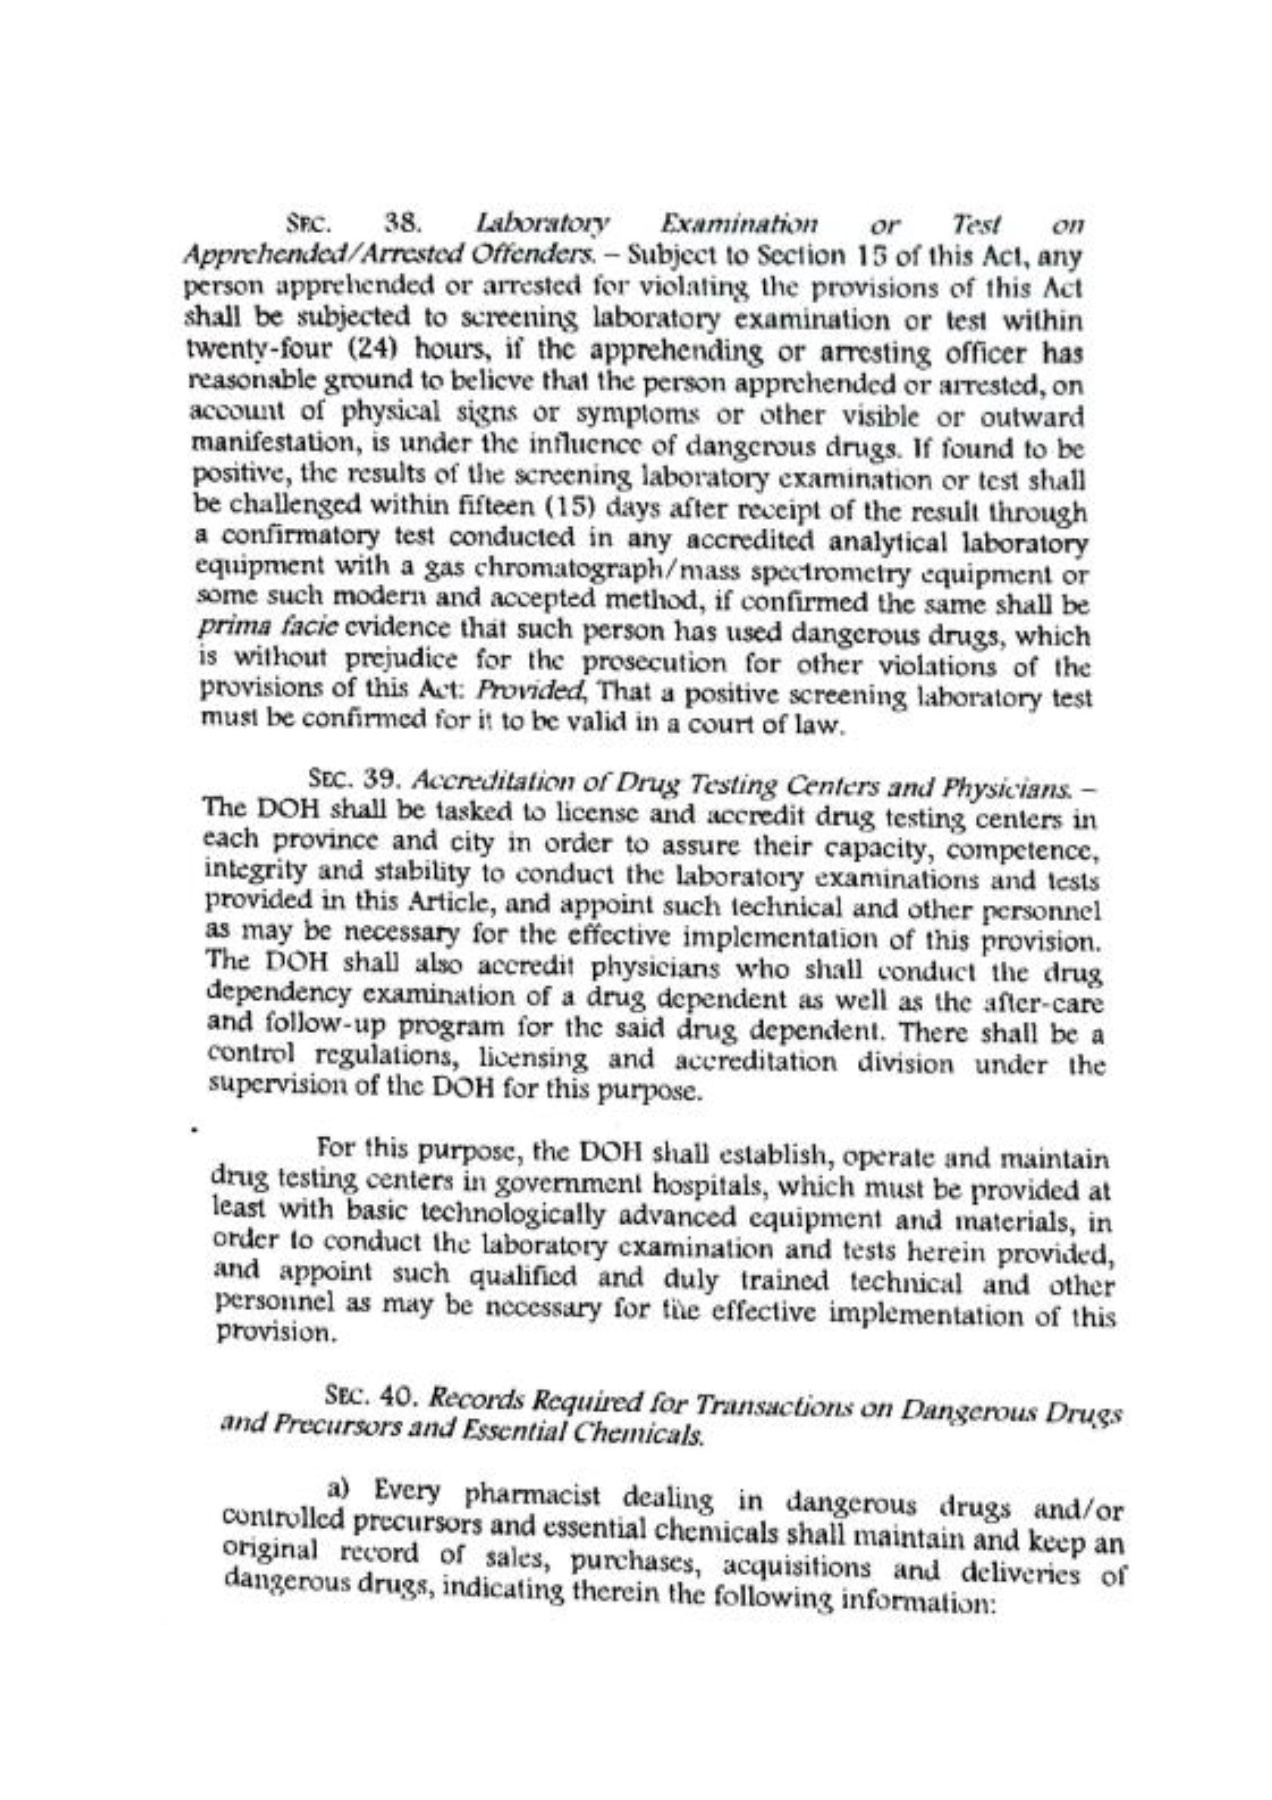 SEC. 38. Laboratory Examination or Test on
Apprehended/Arrested Offenders. – Subject to Section 15 of this Act, any
person apprehended or arrested for violating the provisions of this Act
shall be subjected to screening laboratory examination or test within
twenty-four (24) hours, if the apprehending or arresting officer has
reasonable ground to believe that the person apprehended or arrested, on
account of physical signs or symptoms or other visible or outward
manifestation, is under the influence of dangerous drugs. If found to be
positive, the results of the screening laboratory examination or test shall
be challenged within fifteen (15) days after receipt of the result through
a confirmatory test conducted in any accredited analytical laboratory
equipment with a gas chromatograph/mass spectrometry equipment or
some such modern and accepted method, if confirmed the same shall be
prima facie evidence that such person has used dangerous drugs, which
is without prejudice for the prosecution for other violations of the
provisions of this Act: Provided, That a positive screening laboratory test
must be confirmed for it to be valid in a court of law.
SEC. 39. Accreditation of Drug Testing Centers and Physicians. –
The DOH shall be tasked to license and accredit drug testing centers in
each province and city in order to assure their capacity, competence,
integrity and stability to conduct the laboratory examinations and tests
provided in this Article, and appoint such technical and other personnel
as may be necessary for the effective implementation of this provision.
The DOH shall also accredit physicians who shall conduct the drug
dependency examination of a drug dependent as well as the after-care
and follow-up program for the said drug dependent. There shall be a
control regulations, licensing and accreditation division under the
supervision of the DOH for this purpose.
For this purpose, the DOH shall establish, operate and maintain
drug testing centers in government hospitals, which must be provided at
least with basic technologically advanced equipment and materials, in
order to conduct the laboratory examination and tests herein provided,
and appoint such qualified and duly trained technical and other
personnel as may be necessary for the effective implementation of this
provision.
SEC. 40. Records Required for Transactions on Dangerous Drugs
and Precursors and Essential Chemicals.
a) Every pharmacist dealing in dangerous drugs and/or
controlled precursors and essential chemicals shall maintain and keep an
original record of sales, purchases, acquisitions and deliveries of
dangerous drugs, indicating therein the following information: